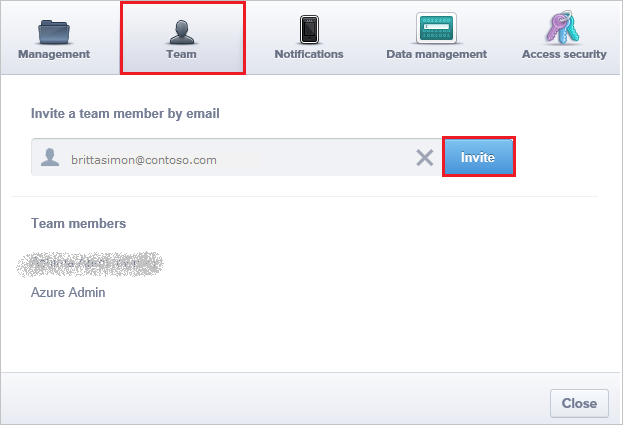 Management Team Notifications Data management Access security
Invite a team member by email
brittasimon@contoso.com Invite
Team members
Azure Admin
Close